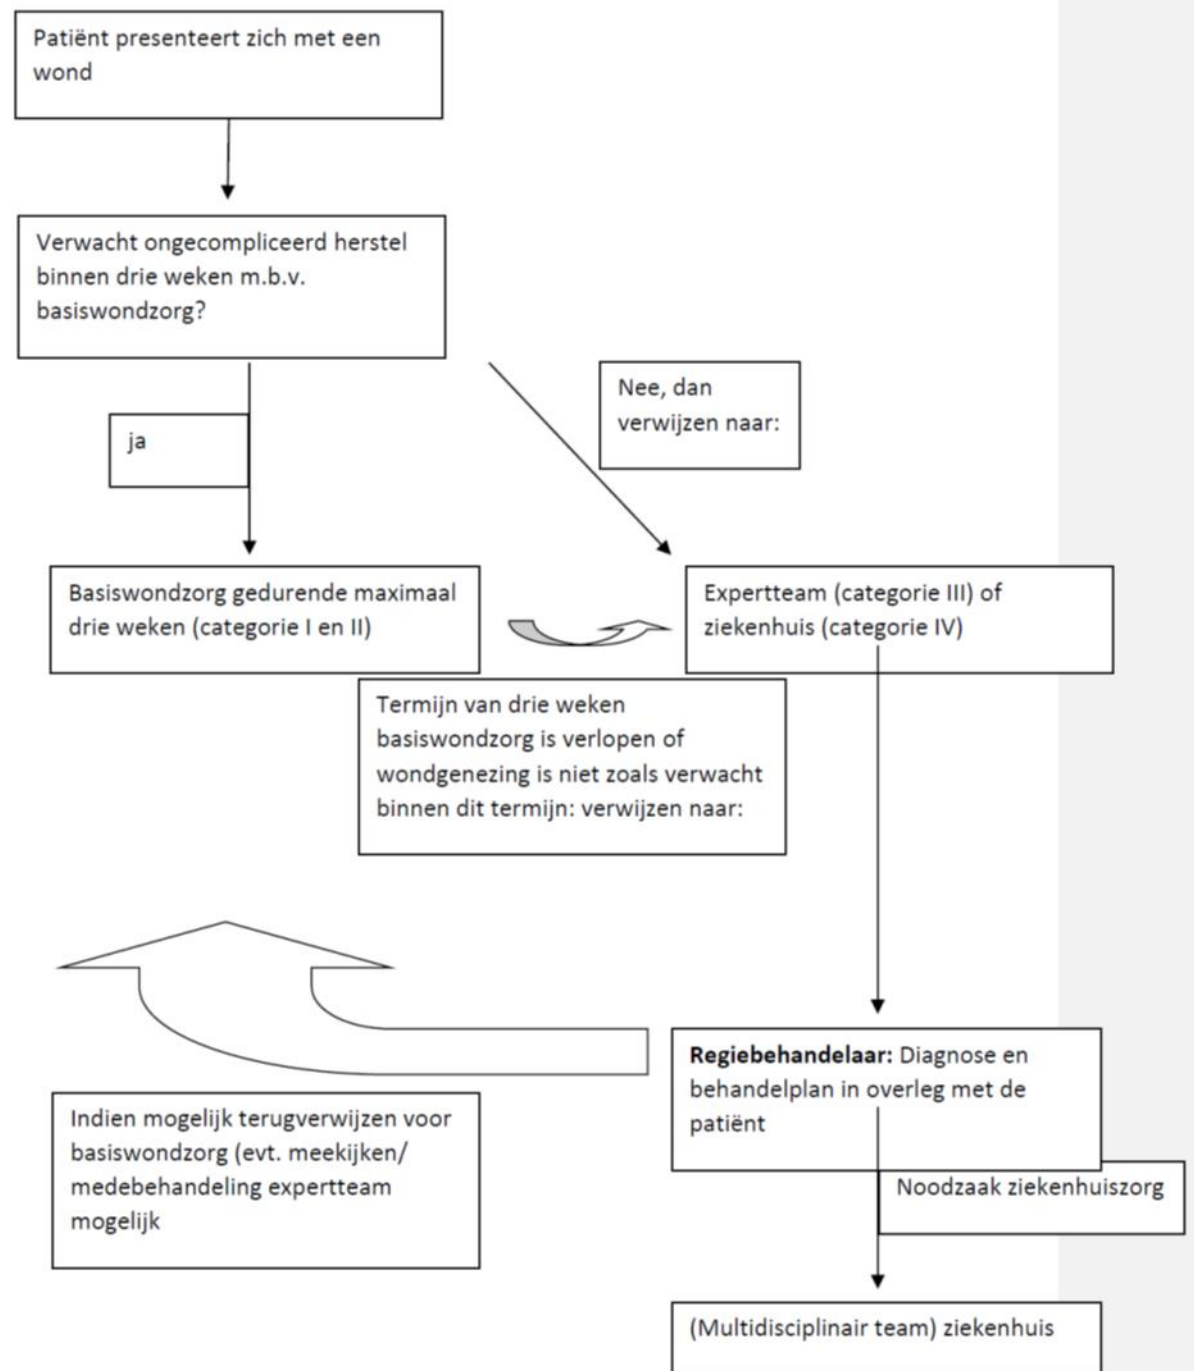 Patiënt presenteert zich met een
wond
Verwacht ongecompliceerd herstel
binnen drie weken m.b.v.
basiswondzorg?
Nee, dan
verwijzen naar:
ja
Basiswondzorg gedurende maximaal
drie weken (categorie I en II)
Expertteam (categorie III) of
ziekenhuis (categorie IV)
Termijn van drie weken
basiswondzorg is verlopen of
wondgenezing is niet zoals verwacht
binnen dit termijn: verwijzen naar:
Regiebehandelaar: Diagnose en
behandelplan in overleg met de
patiënt
Indien mogelijk terugverwijzen voor
basiswondzorg (evt. meekijken/
medebehandeling expertteam
mogelijk
Noodzaak ziekenhuiszorg
(Multidisciplinair team) ziekenhuis